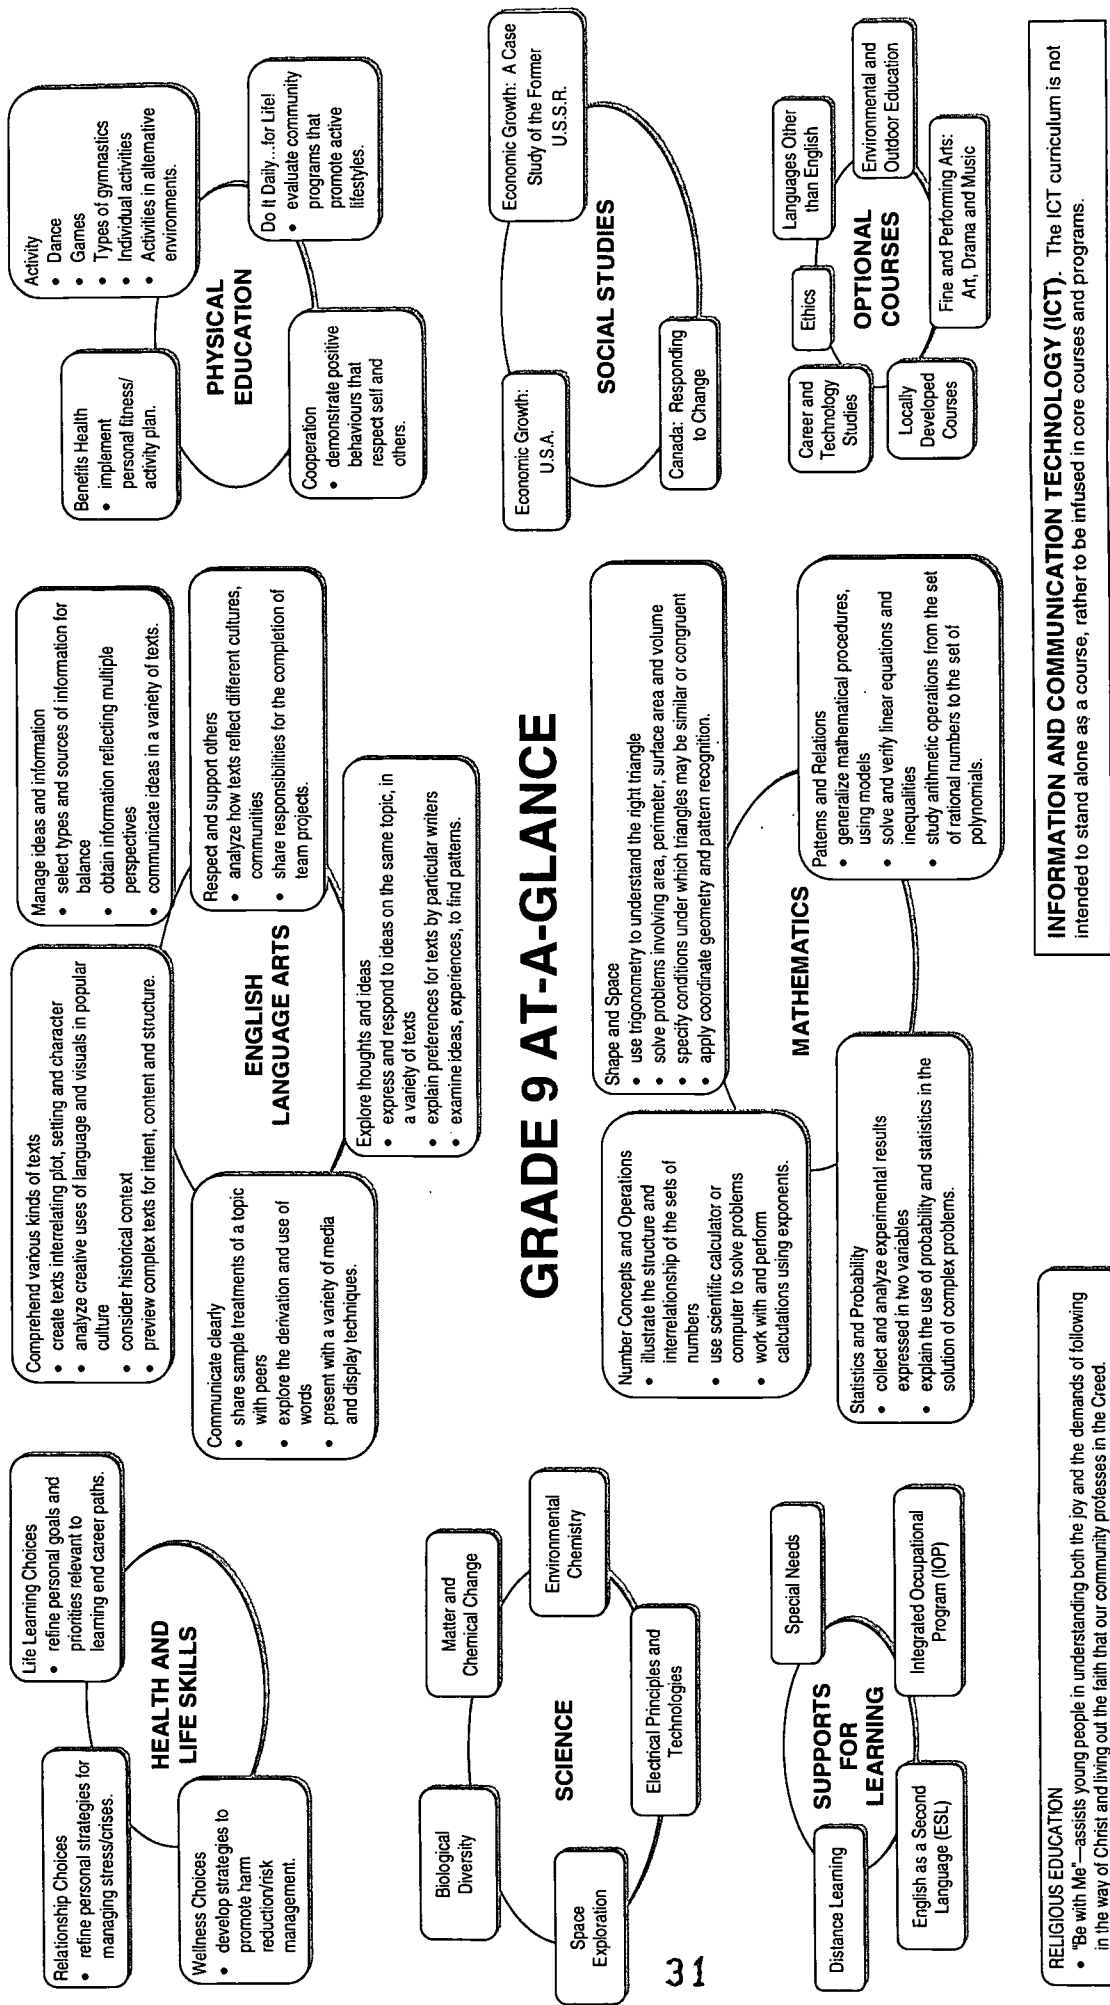 Relationship Choices
• refine personal strategies for
managing stress/crises.
Life Learning Choices
• refine personal goals and
priorities relevant to
learning end career paths.
HEALTH AND
LIFE SKILLS
Wellness Choices
• develop strategies to
promote harm
reduction/risk
management.
Comprehend various kinds of texts
• create texts interrelating plot, setting and character
• analyze creative uses of language and visuals in popular
culture
• consider historical context
• preview complex texts for intent, content and structure.
Manage ideas and information
• select types and sources of information for
balance
• obtain information reflecting multiple
perspectives
• communicate ideas in a variety of texts.
Communicate clearly
• share sample treatments of a topic
with peers
• explore the derivation and use of
words
• present with a variety of media
and display techniques.
ENGLISH
LANGUAGE ARTS
Respect and support others
• analyze how texts reflect different cultures,
communities
• share responsibilities for the completion of
team projects.
Explore thoughts and ideas
• express and respond to ideas on the same topic, in
a variety of texts
• explain preferences for texts by particular writers
• examine ideas, experiences, to find patterns.
Benefits Health
• implement
personal fitness/
activity plan.
Activity
• Dance
• Games
• Types of gymnastics
• Individual activities
• Activities in alternative
environments.
PHYSICAL
EDUCATION
Cooperation
• demonstrate positive
behaviours that
respect self and
others.
Do It Daily...for Life!
• evaluate community
programs that
promote active
lifestyles.
GRADE 9 AT-A-GLANCE
Biological
Diversity
Matter and
Chemical Change
SCIENCE
Environmental
Chemistry
Space
Exploration
Electrical Principles and
Technologies
Number Concepts and Operations
• illustrate the structure and
interrelationship of the sets of
numbers
• use scientific calculator or
computer to solve problems
• work with and perform
calculations using exponents.
Shape and Space
• use trigonometry to understand the right triangle
• solve problems involving area, perimeter, surface area and volume
• specify conditions under which triangles may be similar or congruent
• apply coordinate geometry and pattern recognition.
MATHEMATICS
Statistics and Probability
• collect and analyze experimental results
expressed in two variables
• explain the use of probability and statistics in the
solution of complex problems.
Patterns and Relations
• generalize mathematical procedures,
using models
• solve and verify linear equations and
inequalities
• study arithmetic operations from the set
of rational numbers to the set of
polynomials.
Economic Growth:
U.S.A.
Economic Growth: A Case
Study of the Former
U.S.S.R.
SOCIAL STUDIES
Canada: Responding
to Change
Distance Learning
Special Needs
SUPPORTS
FOR
LEARNING
English as a Second
Language (ESL)
Integrated Occupational
Program (IOP)
Career and
Technology
Studies
Ethics
Languages Other
than English
OPTIONAL
COURSES
Environmental and
Outdoor Education
Locally
Developed
Courses
Fine and Performing Arts:
Art, Drama and Music
RELIGIOUS EDUCATION
• "Be with Me"—assists young people in understanding both the joy and the demands of following
in the way of Christ and living out the faith that our community professes in the Creed.
INFORMATION AND COMMUNICATION TECHNOLOGY (ICT). The ICT curriculum is not
intended to stand alone as a course, rather to be infused in core courses and programs.
31